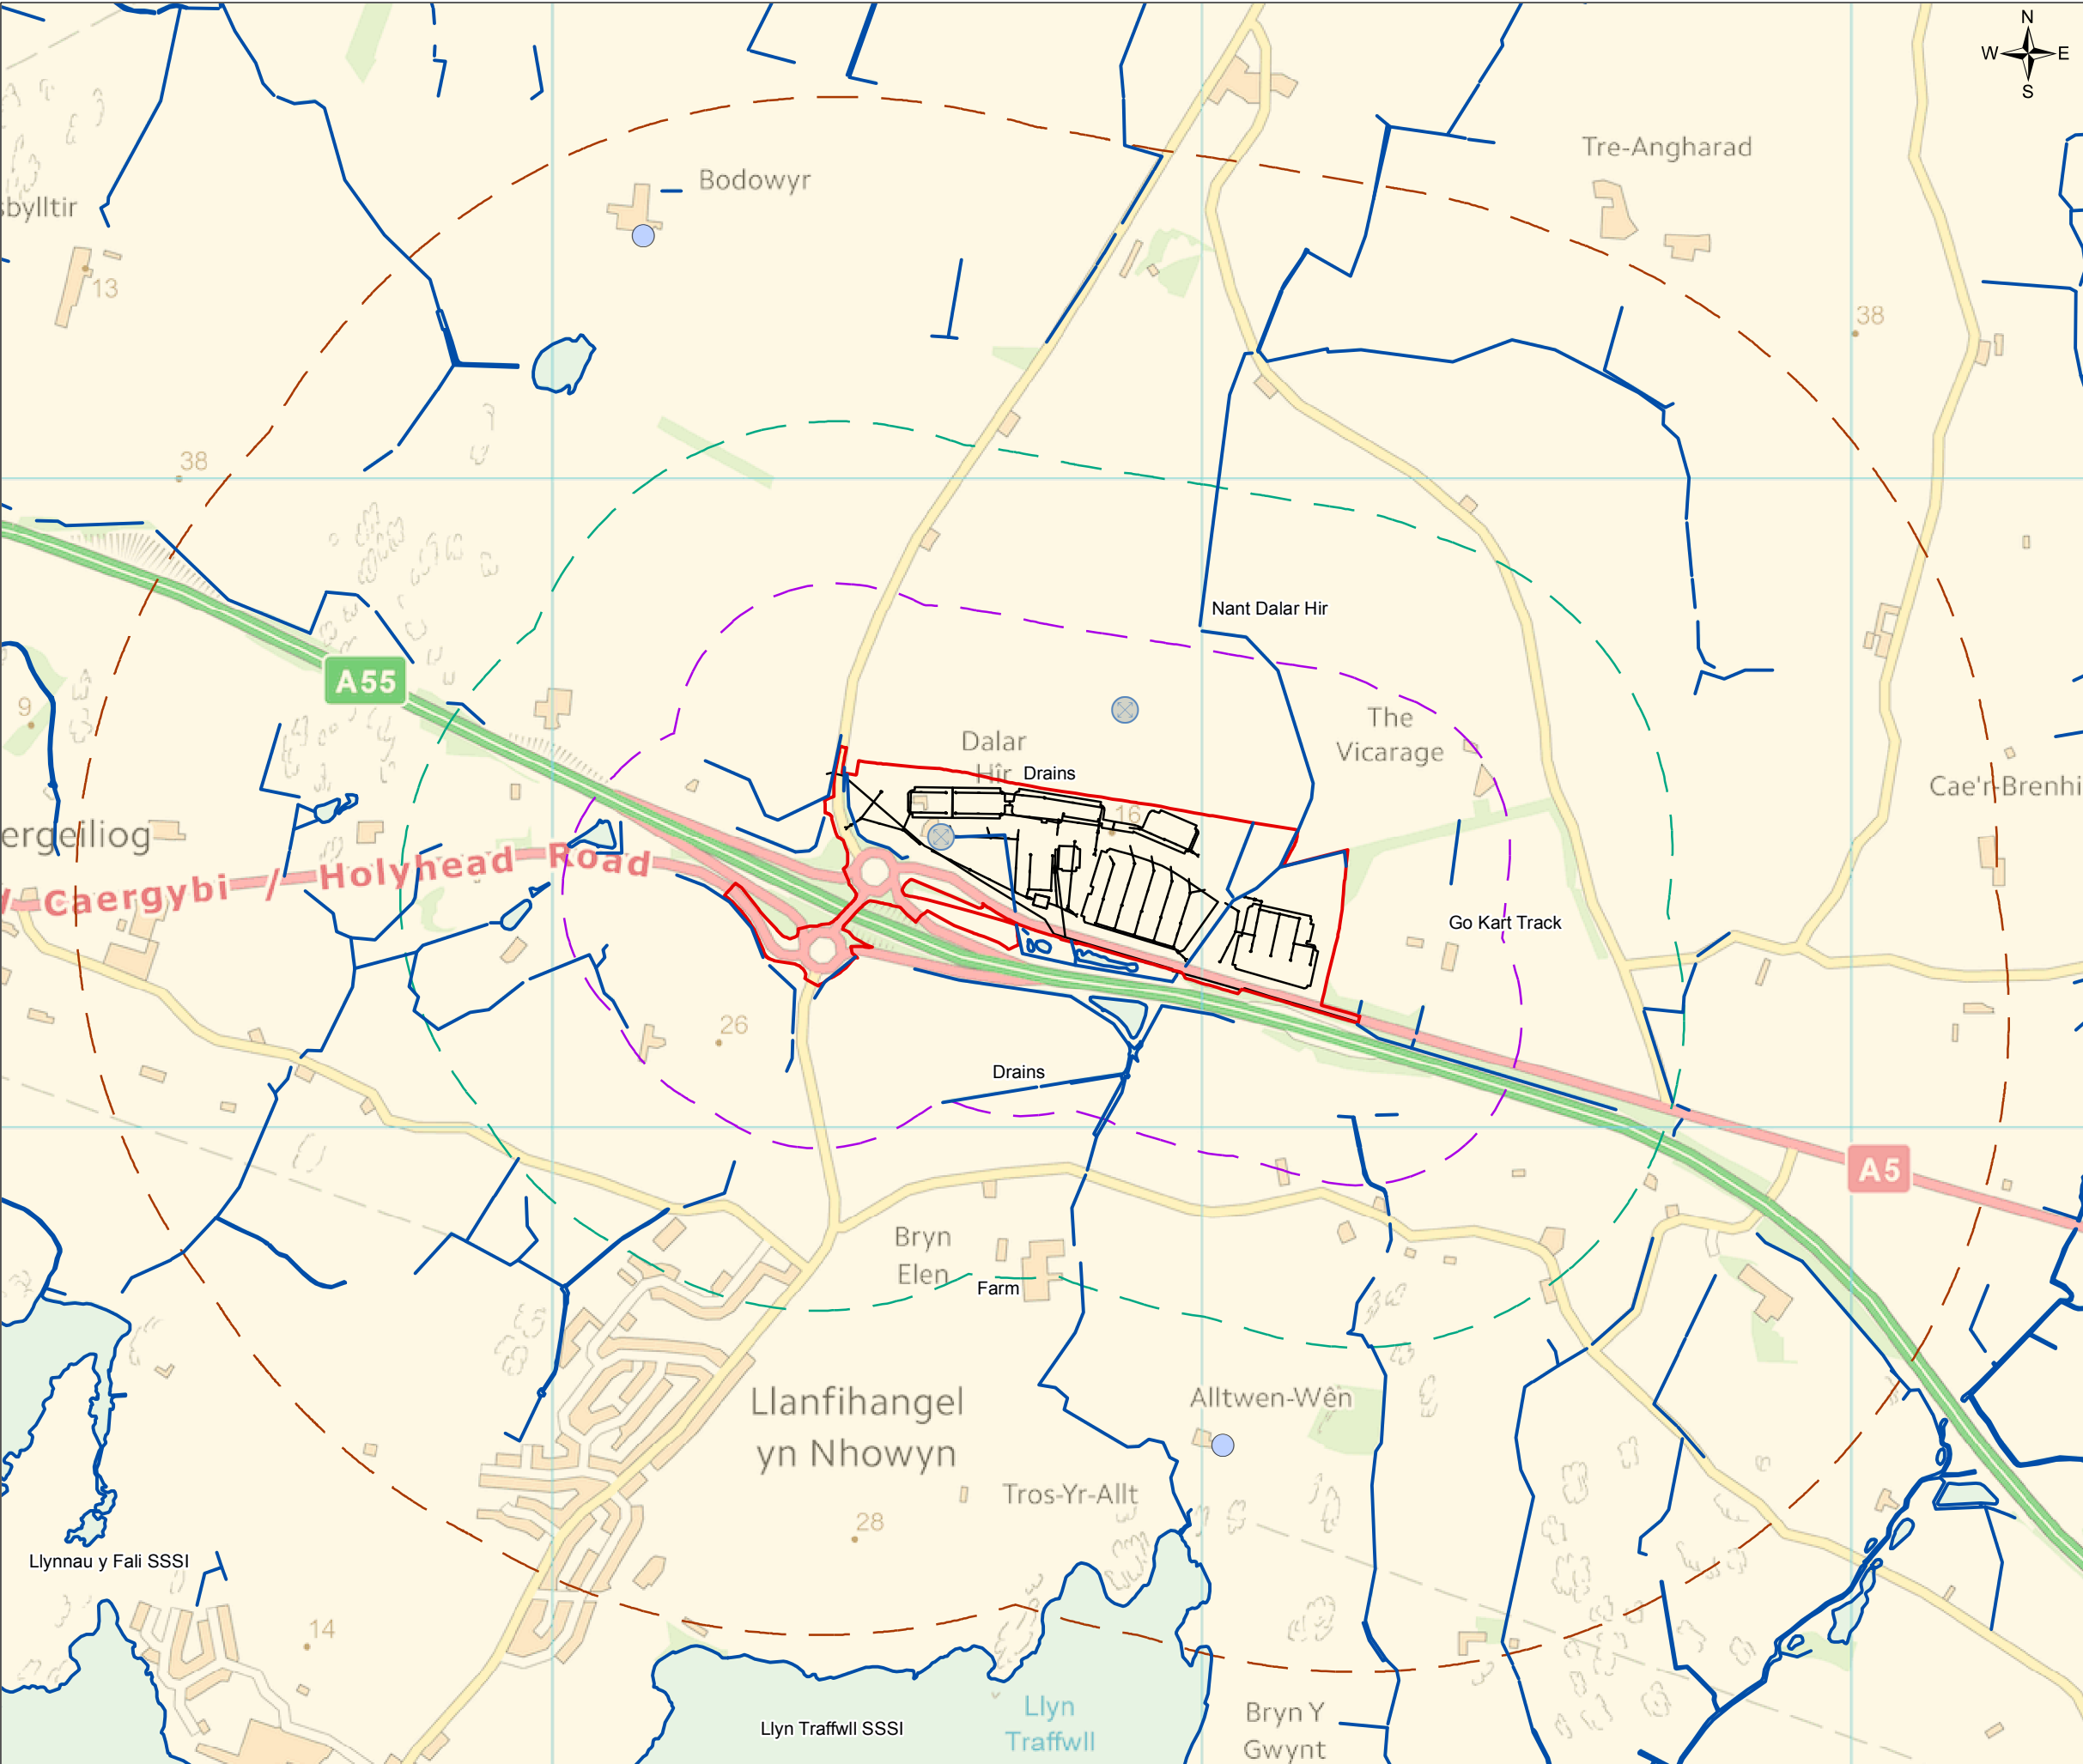 N
W E
S
Tre-Angharad
Bodowyr
sbylltir
13
38
38
Nant Dalar Hir
A55
9
The
Vicarage
Dalar
Hîr
Drains
16
Cae'r-Brenhi
ergeiliog
Caergybi / Holyhead Road
Go Kart Track
26
Drains
A5
Bryn
Elen
Farm
Llanfihangel
yn Nhowyn
Alltwen-Wên
Tros-Yr-Allt
28
Llynnau y Fali SSSI
14
Llyn Traffwll SSSI
Llyn
Traffwll
Bryn Y
Gwynt